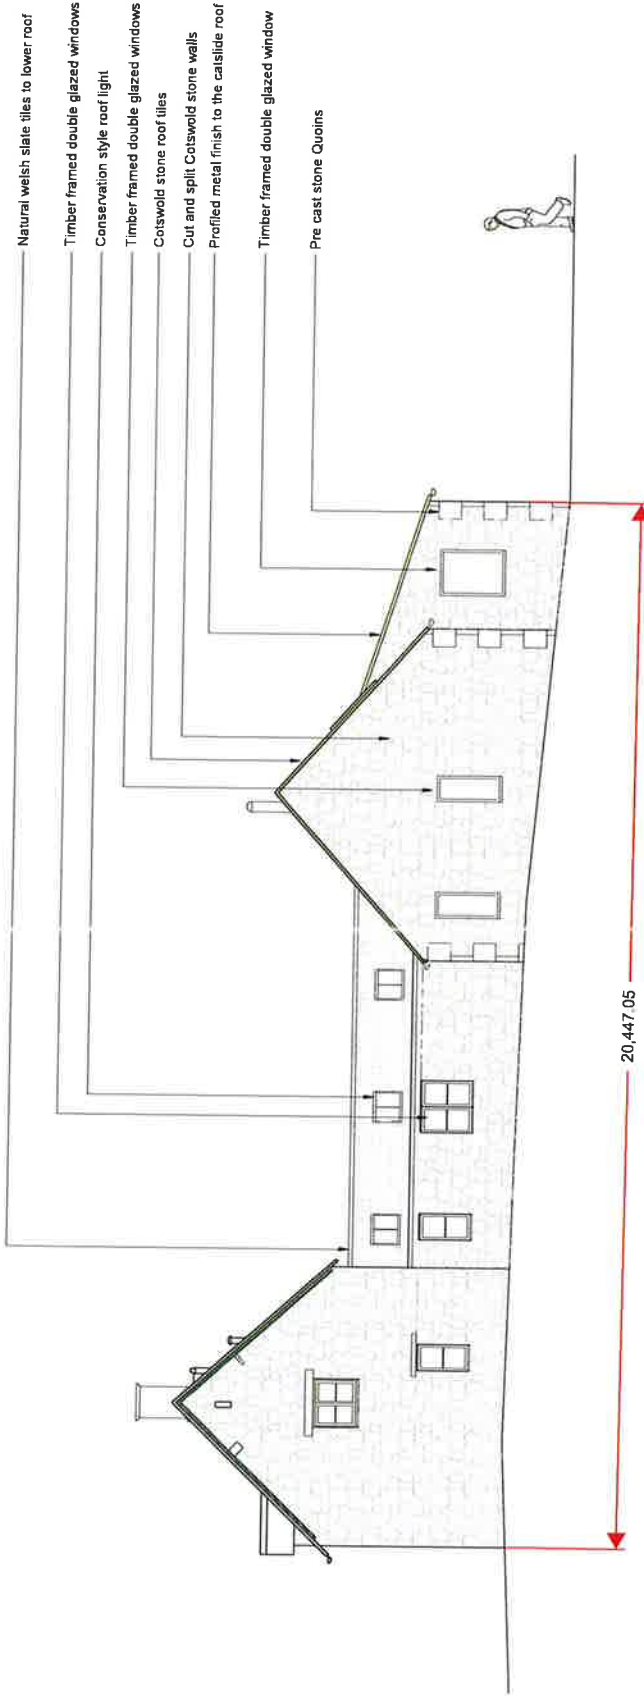 Natural welsh slate tiles to lower roof
Timber framed double glazed windows
Conservation style roof light
Timber framed double glazed windows
Cotswold stone roof tiles
Cut and split Cotswold stone walls
Profiled metal finish to the catslide roof
Timber framed double glazed window
Pre cast stone Quoins
20,447.05